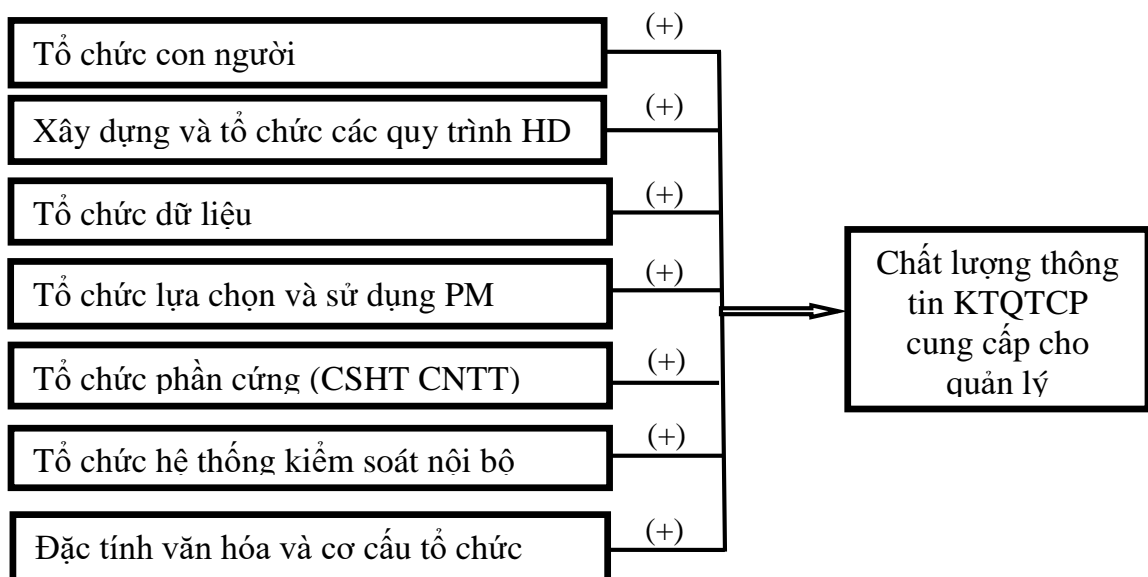 (+)
Tổ chức con người
(+)
Xây dựng và tổ chức các quy trình HD
(+)
Tổ chức dữ liệu
(+)
Tổ chức lựa chọn và sử dụng PM
(+)
Tổ chức phần cứng (CSHT CNTT)
(+)
Tổ chức hệ thống kiểm soát nội bộ
(+)
Đặc tính văn hóa và cơ cấu tổ chức
Chất lượng thông
tin KTQTCP
cung cấp cho
quản lý